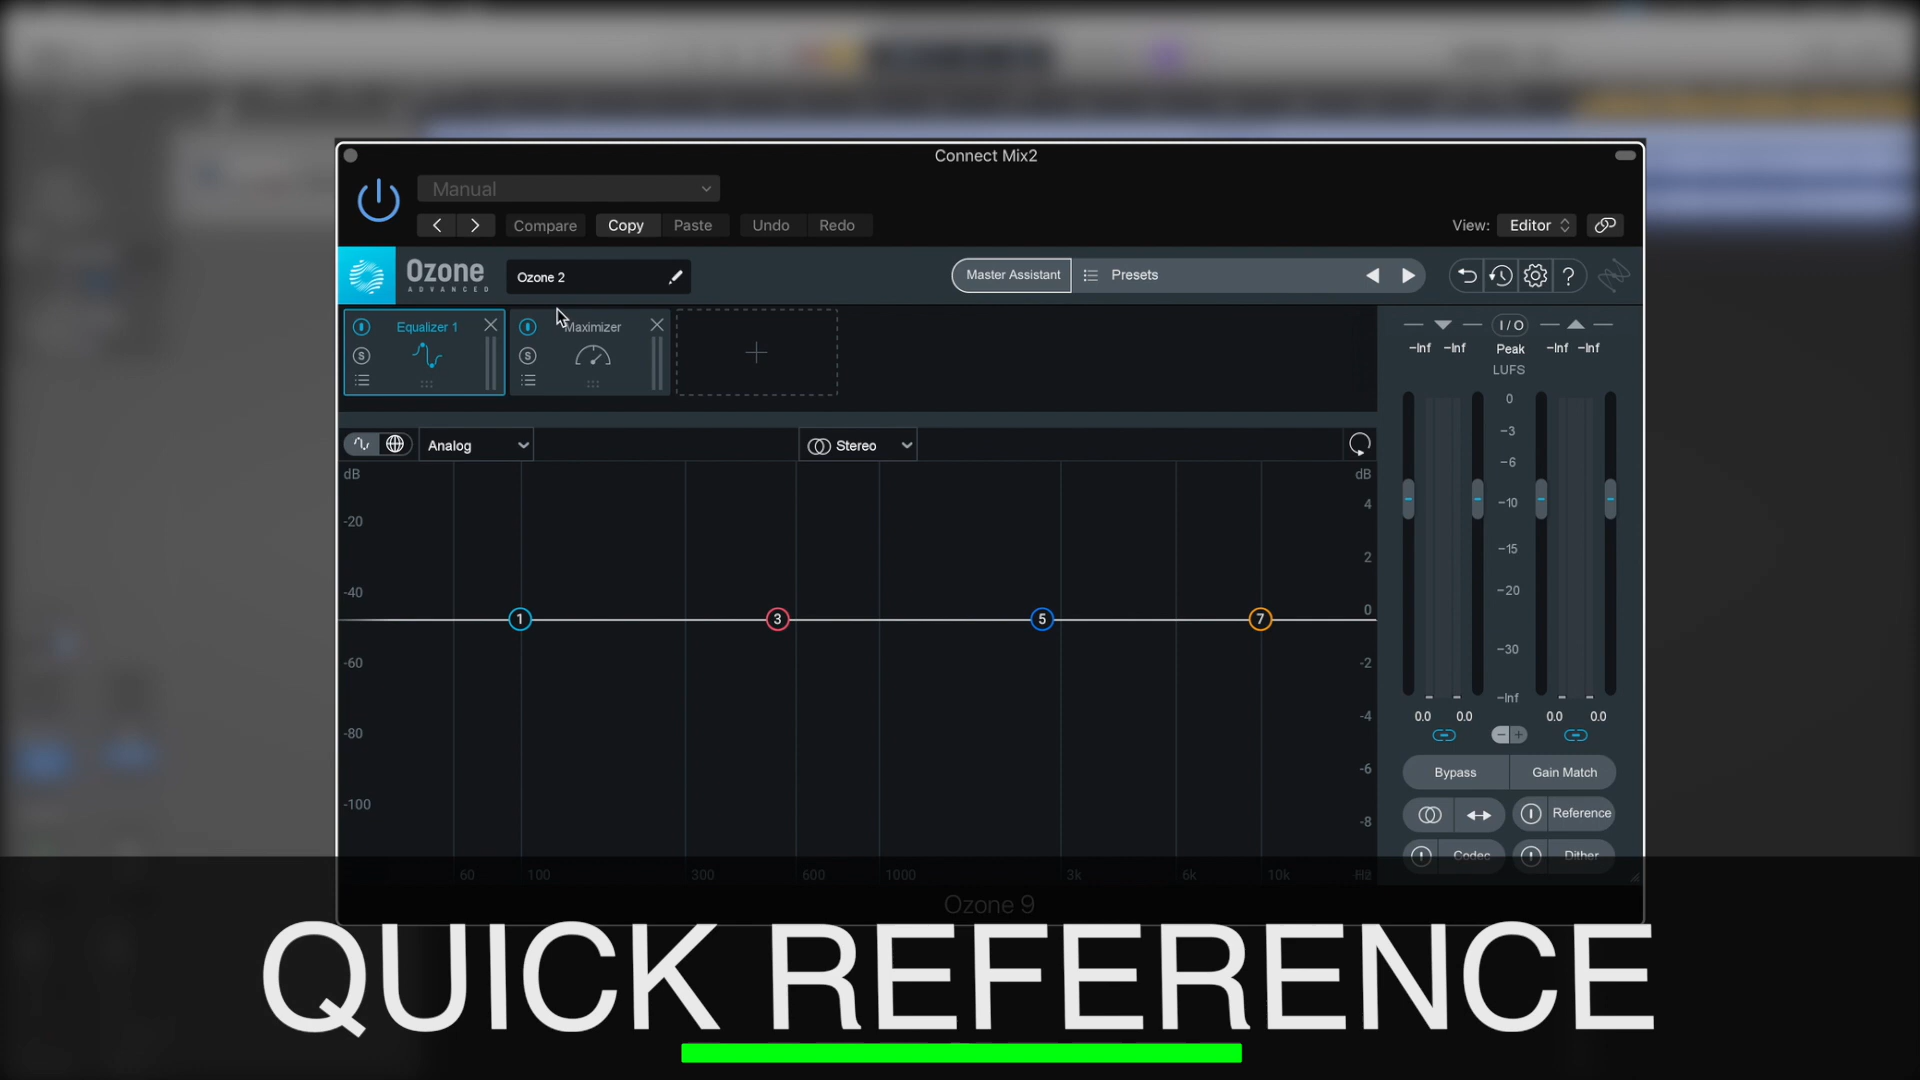 Connect Mix2
Manual
Compare Copy Paste Undo Redo
View: Editor
Ozone
ADVANCED
Ozone 2
Master Assistant Presets
?
Equalizer 1
S
Maximizer
S
I/O
-Inf -Inf Peak -Inf -Inf
LUFS
Analog
Stereo
dB
-20
-40
-60
-80
-100
1
3
5
7
dB
4
2
0
-2
-4
-6
-8
0
-3
-6
-10
-15
-20
-30
-Inf
0.0 0.0 0.0 0.0
Bypass Gain Match
Reference
Codec Dither
60 100 300 600 1000 3k 6k 10k Hz
Ozone 9
QUICK REFERENCE